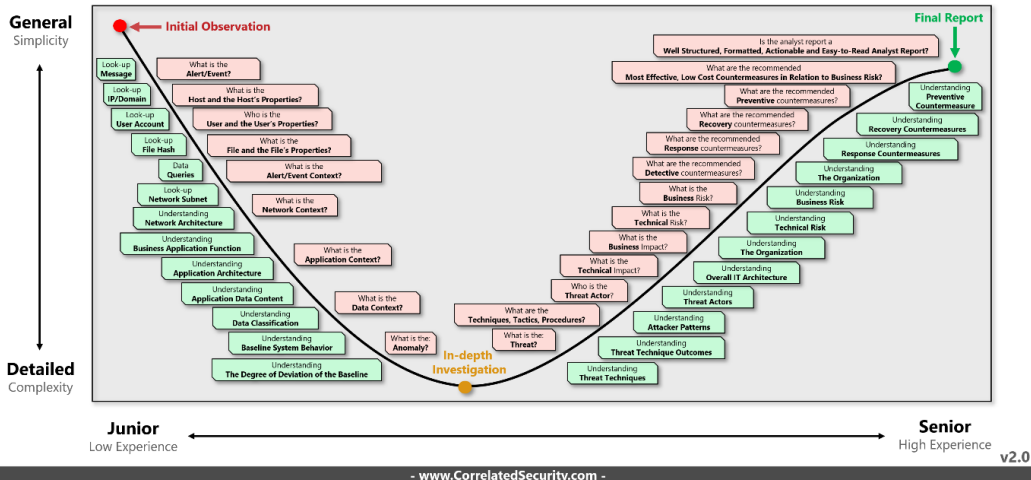 General
Simplicity
Detailed
Complexity
Initial Observation
Final Report
Look-up
Message
Look-up
IP/Domain
Look-up
User Account
Look-up
File Hash
Data
Queries
Look-up
Network Subnet
Understanding
Network Architecture
Understanding
Business Application Function
Understanding
Application Architecture
Understanding
Application Data Content
Understanding
Data Classification
Understanding
Baseline System Behavior
Understanding
The Degree of Deviation of the Baseline
What is the
Alert/Event?
What is the
Host and the Host's Properties?
Who is the
User and the User's Properties?
What is the
File and the File's Properties?
What is the
Alert/Event Context?
What is the
Network Context?
What is the
Application Context?
What is the
Data Context?
What is the:
Anomaly?
In-depth
Investigation
Is the analyst report a
Well Structured, Formatted, Actionable and Easy-to-Read Analyst Report?
What are the recommended
Most Effective, Low Cost Countermeasures in Relation to Business Risk?
What are the recommended
Preventive countermeasures?
What are the recommended
Recovery countermeasures?
What are the recommended
Response countermeasures?
What are the recommended
Detective countermeasures?
What is the
Business Risk?
What is the
Technical Risk?
What is the
Business Impact?
What is the
Technical Impact?
Who is the
Threat Actor?
What are the
Techniques, Tactics, Procedures?
What is the:
Threat?
Understanding
Preventive
Countermeasure
Understanding
Recovery Countermeasures
Understanding
Response Countermeasures
Understanding
The Organization
Understanding
Business Risk
Understanding
Technical Risk
Understanding
The Organization
Understanding
Overall IT Architecture
Understanding
Threat Actors
Understanding
Attacker Patterns
Understanding
Threat Technique Outcomes
Understanding
Threat Techniques
Junior
Low Experience
Senior
High Experience
v2.0
- www.CorrelatedSecurity.com -